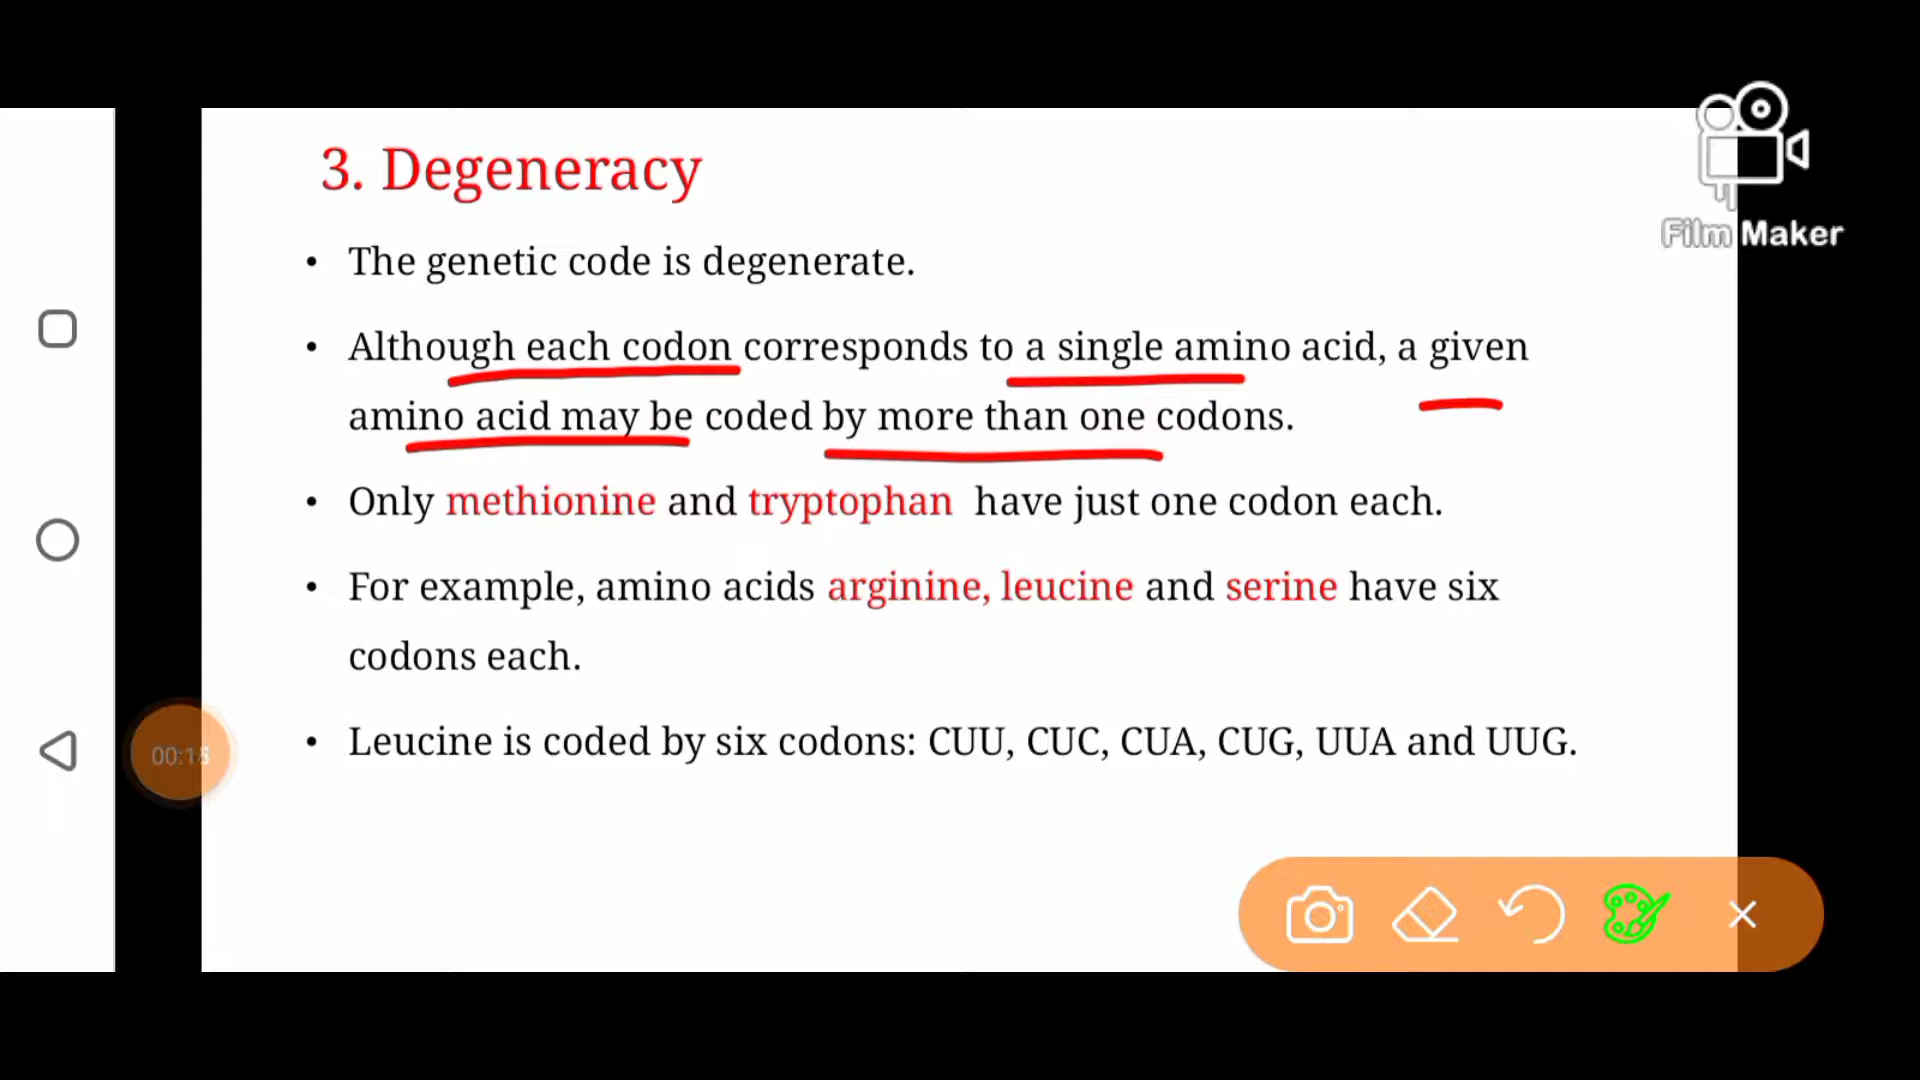 3. Degeneracy
Film Maker
• The genetic code is degenerate.
• Although each codon corresponds to a single amino acid, a given
amino acid may be coded by more than one codons.
• Only methionine and tryptophan have just one codon each.
• For example, amino acids arginine, leucine and serine have six
codons each.
• Leucine is coded by six codons: CUU, CUC, CUA, CUG, UUA and UUG.